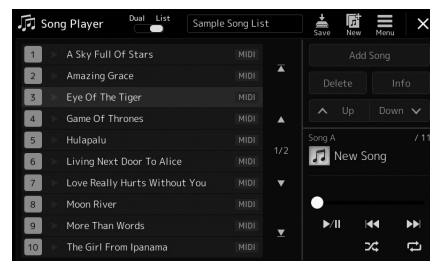 Song Player
Dual List
Sample Song List
Save
New
Menu
1 A Sky Full Of Stars MIDI
2 Amazing Grace MIDI
3 Eye Of The Tiger MIDI
4 Game Of Thrones MIDI
5 Hulapalu MIDI
6 Living Next Door To Alice MIDI
7 Love Really Hurts Without You MIDI
8 Moon River MIDI
9 More Than Words MIDI
10 The Girl From Ipanama MIDI
1/2
Add Song
Delete Info
Up Down
Song A / 11
New Song